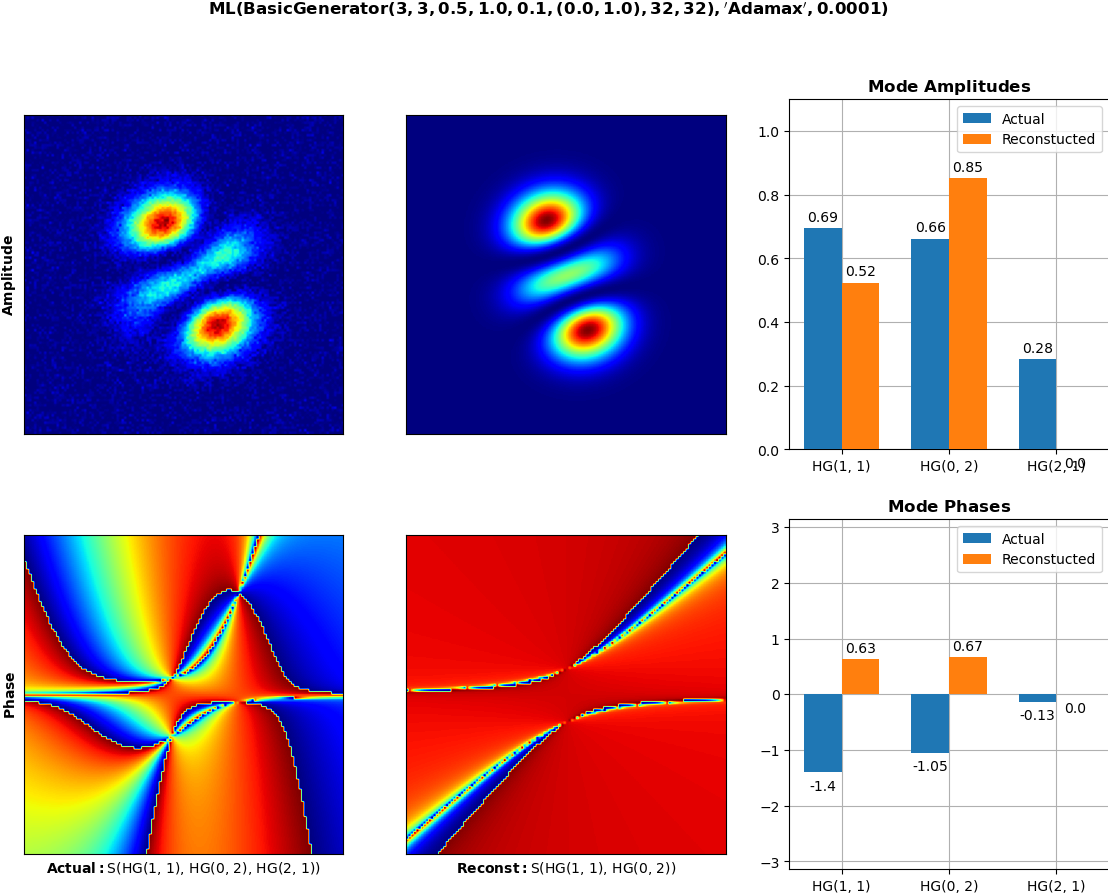 ML(BasicGenerator(3, 3, 0.5, 1.0, 0.1, (0.0, 1.0), 32, 32), ′Adamax′, 0.0001)
Amplitude
Mode Amplitudes
Actual
Reconstucted
1.0
0.8
0.6
0.4
0.2
0.0
0.69
0.52
0.66
0.85
0.28
0.0
HG(1, 1)
HG(0, 2)
HG(2, 1)
Phase
Actual: S(HG(1, 1), HG(0, 2), HG(2, 1))
Reconst: S(HG(1, 1), HG(0, 2))
Mode Phases
Actual
Reconstucted
3
2
1
0
−1
−2
−3
-1.4
0.63
-1.05
0.67
-0.13
0.0
HG(1, 1)
HG(0, 2)
HG(2, 1)